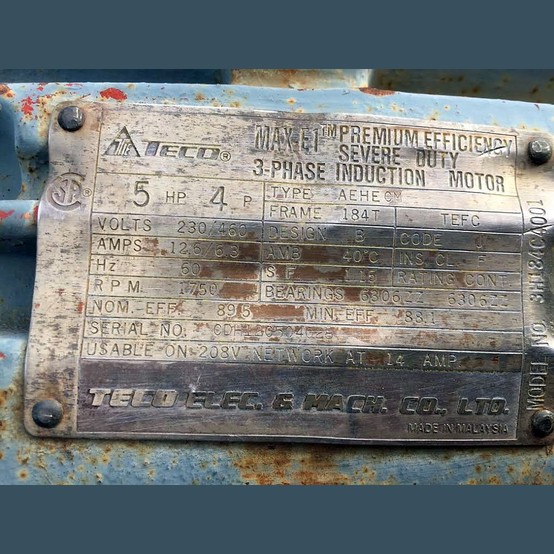 TECO®
MAX-E1™ PREMIUM EFFICIENCY
SEVERE DUTY
3-PHASE INDUCTION MOTOR
5 HP 4 P TYPE AEHE
FRAME 184T TEFC
VOLTS 230/460 DESIGN B CODE J
AMPS 12.6/6.3 AMB 40°C INS.CL. F
Hz 60 S.F. 1.15 RATING CONT.
R.P.M. 1750 BEARINGS 6306ZZ 6306ZZ
NOM.EFF. 89.5 MIN.EFF. 88.1
SERIAL NO.
USABLE ON 208V NETWORK AT 14 AMP
TECO ELEC. & MACH. CO., LTD.
MADE IN MALAYSIA
MODEL NO.